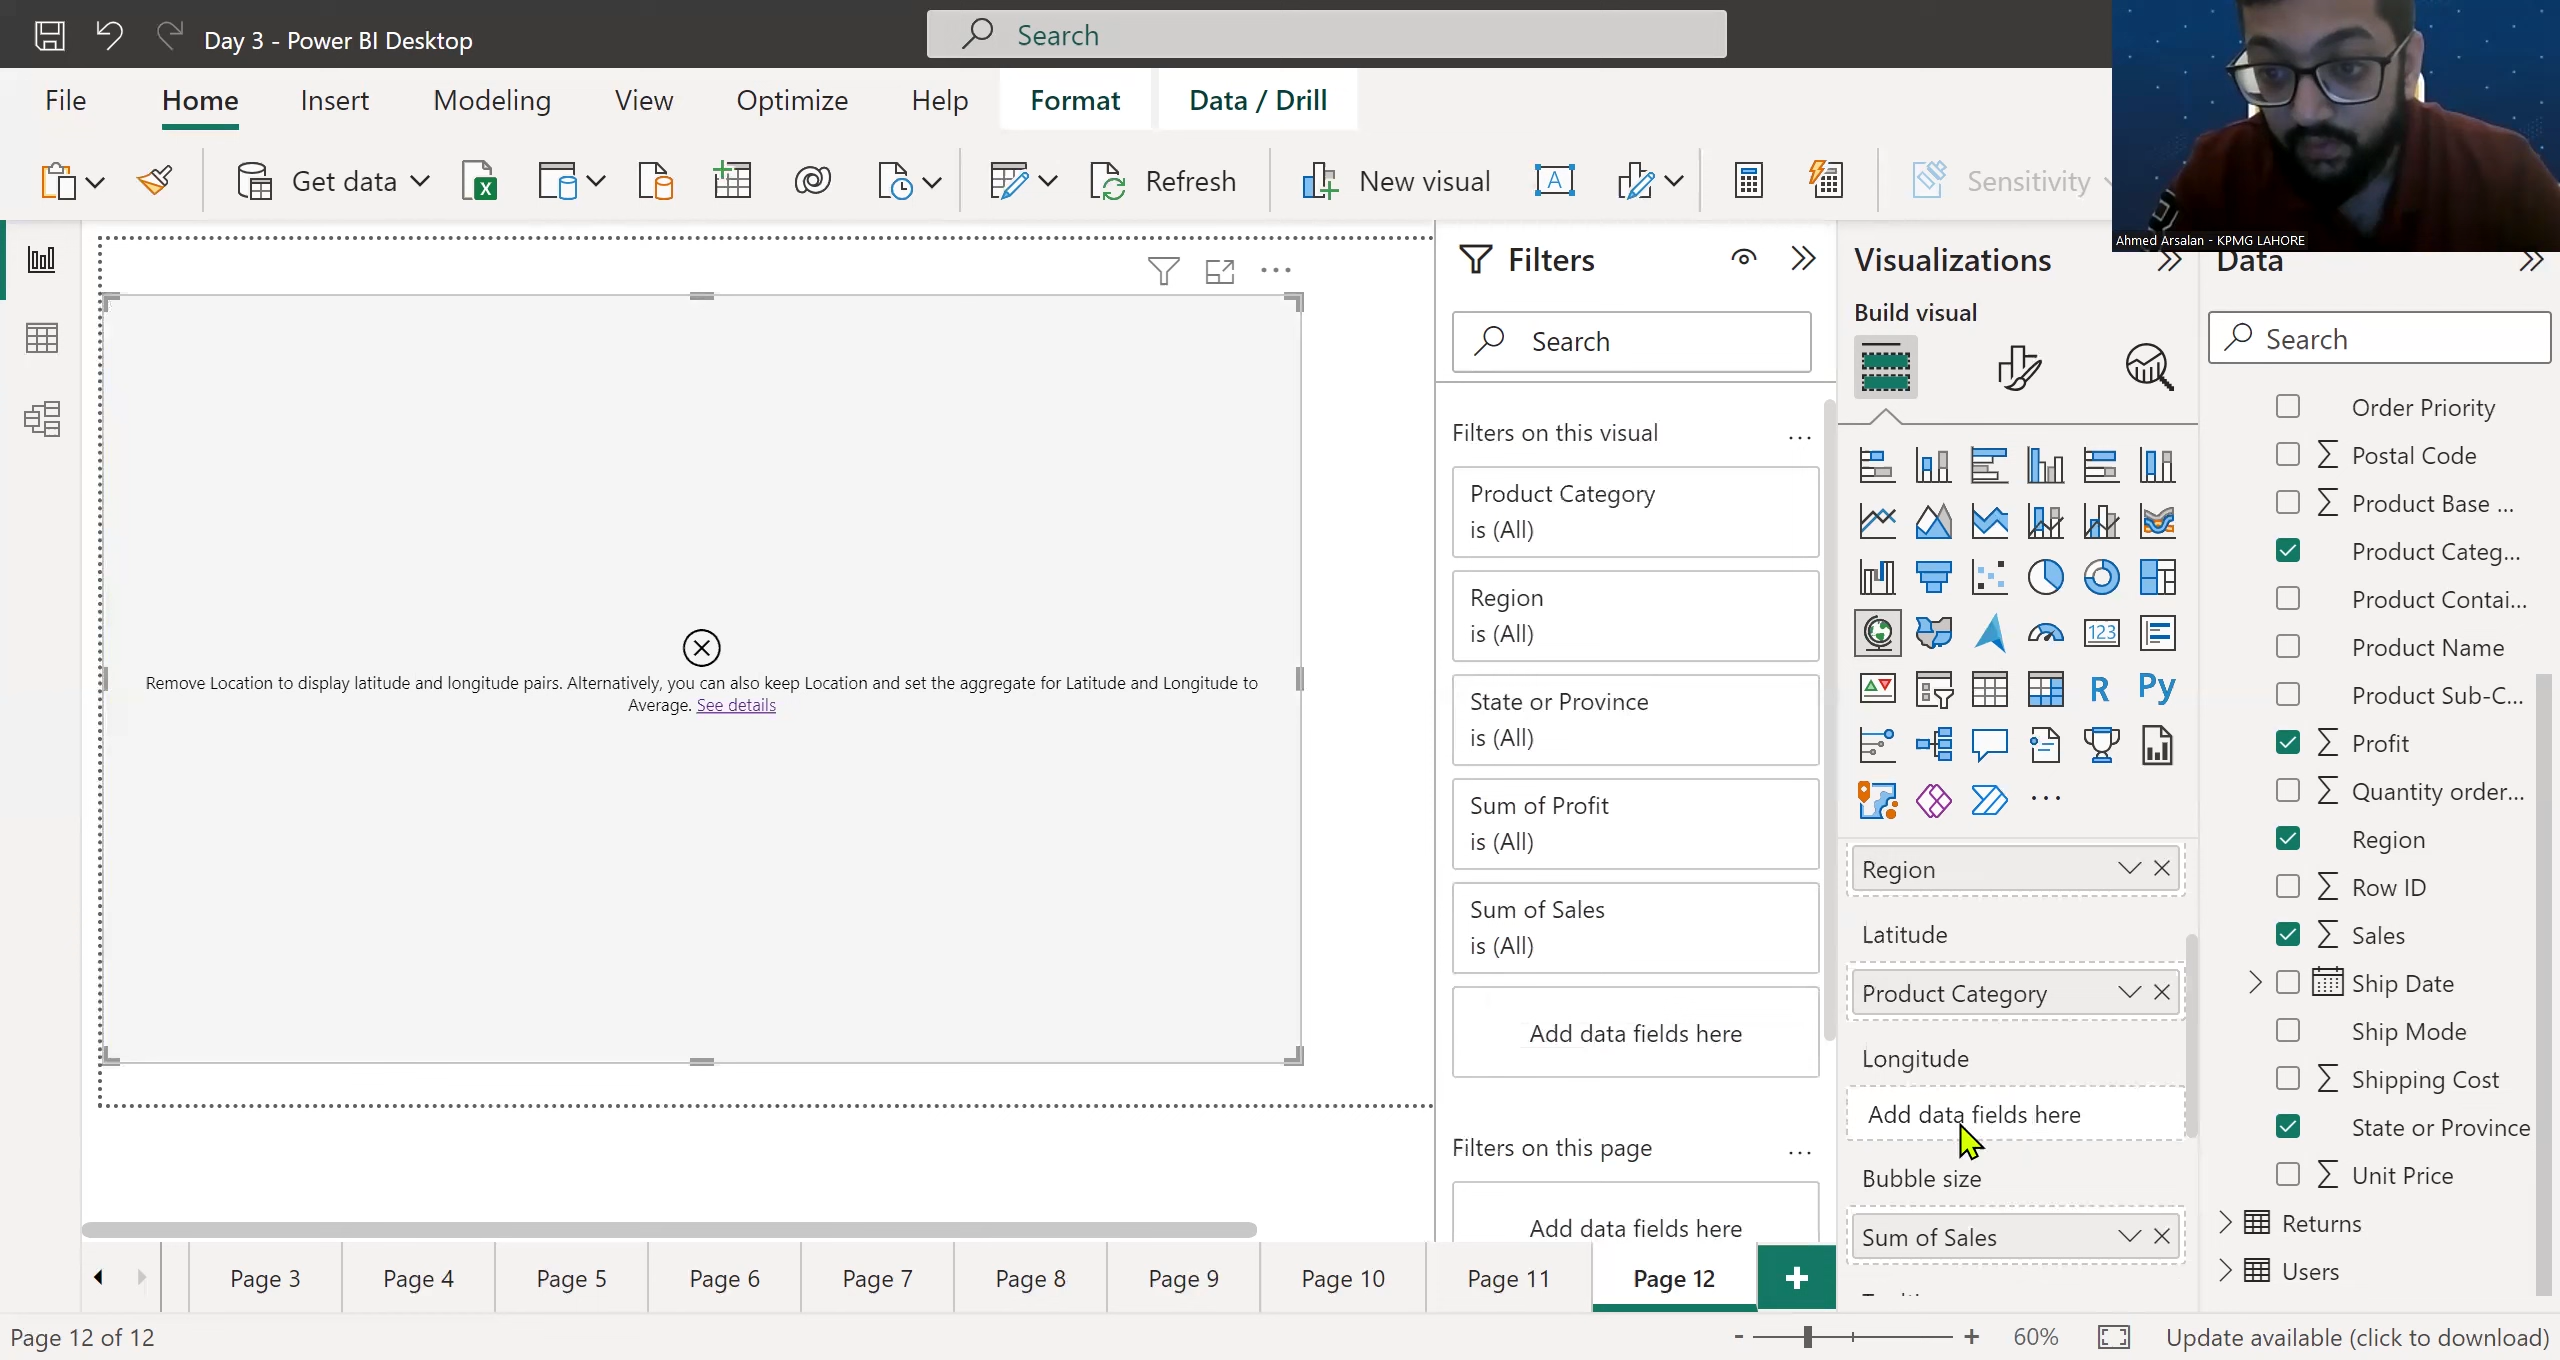 Day 3 - Power BI Desktop
Search
File
Home
Insert
Modeling
View
Optimize
Help
Format
Data / Drill
Get data
Refresh
New visual
Sensitivity
Ahmed Arsalan - KPMG LAHORE
Remove Location to display latitude and longitude pairs. Alternatively, you can also keep Location and set the aggregate for Latitude and Longitude to
Average. See details
Filters
Search
Filters on this visual
...
Product Category
is (All)
Region
is (All)
State or Province
is (All)
Sum of Profit
is (All)
Sum of Sales
is (All)
Add data fields here
Filters on this page
...
Add data fields here
Visualizations
Build visual
123
R
Py
...
Region
Latitude
Product Category
Longitude
Add data fields here
Bubble size
Sum of Sales
Data
Search
Order Priority
Postal Code
Product Base ...
Product Categ...
Product Contai...
Product Name
Product Sub-C...
Profit
Quantity order...
Region
Row ID
Sales
Ship Date
Ship Mode
Shipping Cost
State or Province
Unit Price
Returns
Users
Page 3
Page 4
Page 5
Page 6
Page 7
Page 8
Page 9
Page 10
Page 11
Page 12
+
Page 12 of 12
- + 60%
Update available (click to download)